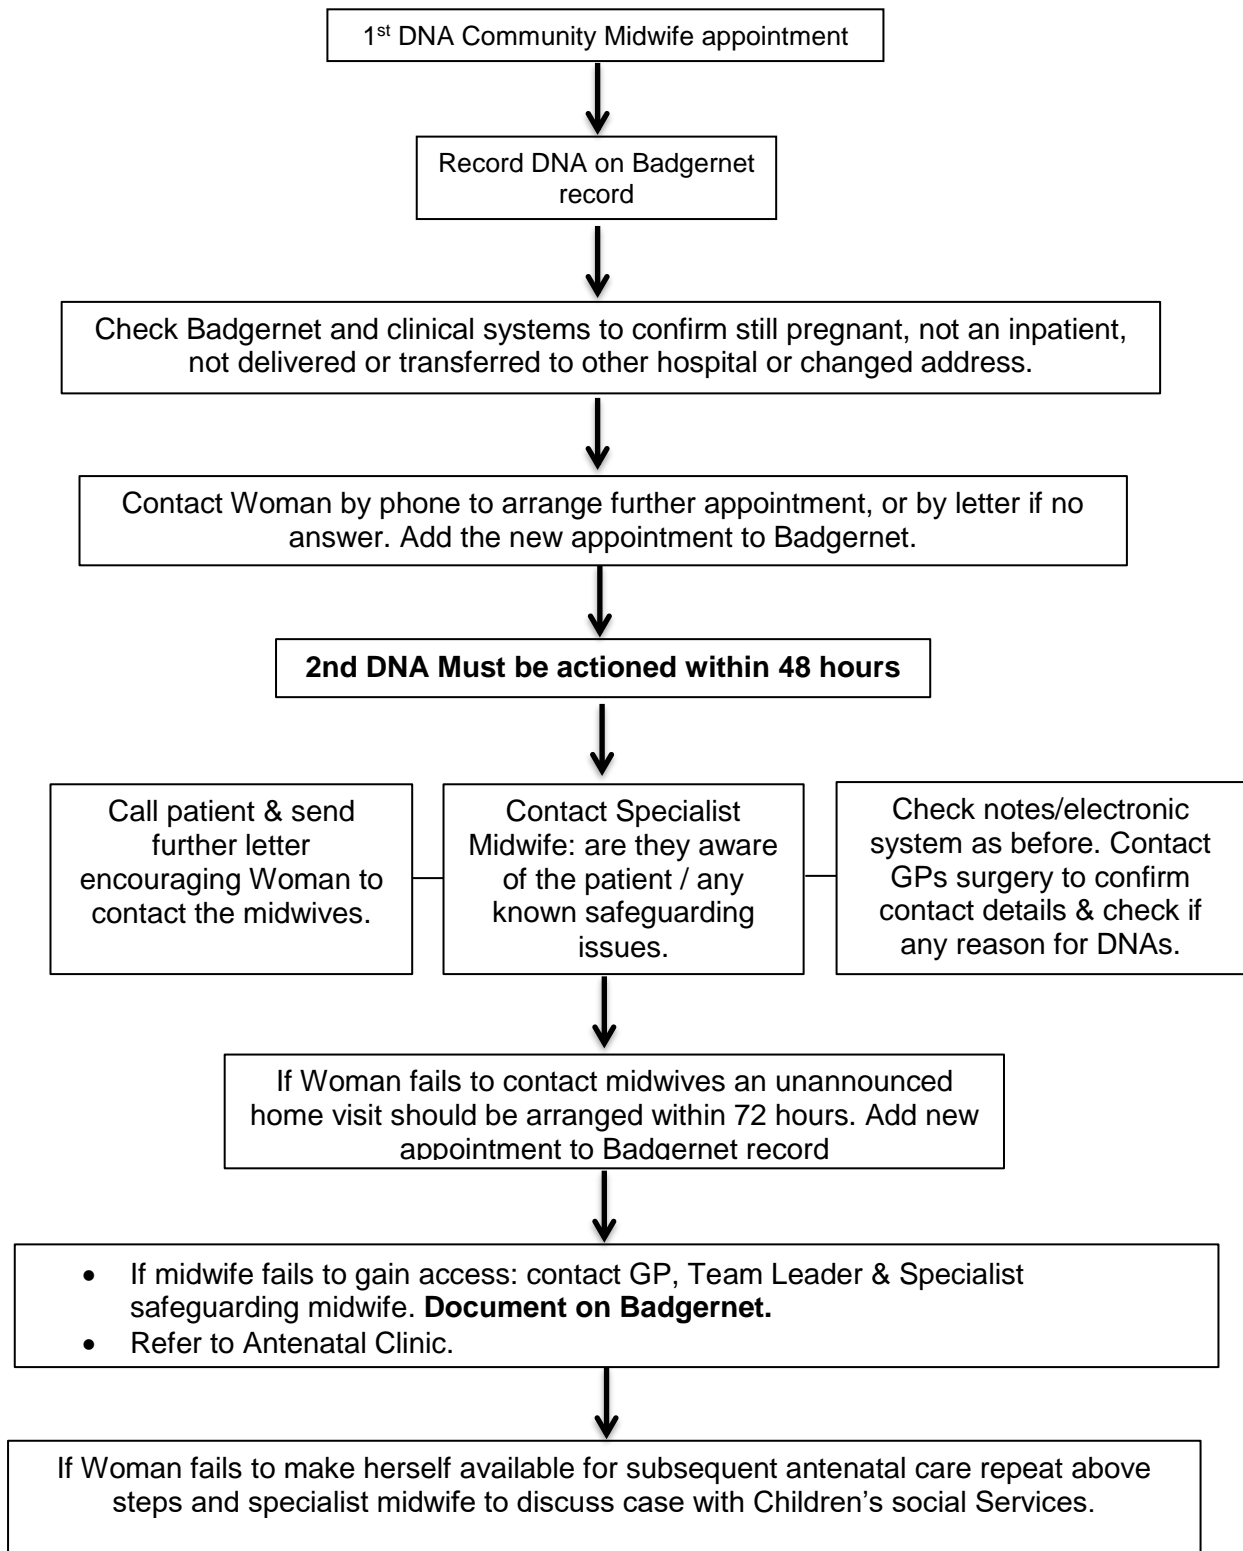 1st DNA Community Midwife appointment
Record DNA on Badgernet
record
Check Badgernet and clinical systems to confirm still pregnant, not an inpatient,
not delivered or transferred to other hospital or changed address.
Contact Woman by phone to arrange further appointment, or by letter if no
answer. Add the new appointment to Badgernet.
2nd DNA Must be actioned within 48 hours
Call patient & send
further letter
encouraging Woman to
contact the midwives.
Contact Specialist
Midwife: are they aware
of the patient / any
known safeguarding
issues.
Check notes/electronic
system as before. Contact
GPs surgery to confirm
contact details & check if
any reason for DNAs.
If Woman fails to contact midwives an unannounced
home visit should be arranged within 72 hours. Add new
appointment to Badgernet record
• If midwife fails to gain access: contact GP, Team Leader & Specialist
safeguarding midwife. Document on Badgernet.
• Refer to Antenatal Clinic.
If Woman fails to make herself available for subsequent antenatal care repeat above
steps and specialist midwife to discuss case with Children's social Services.